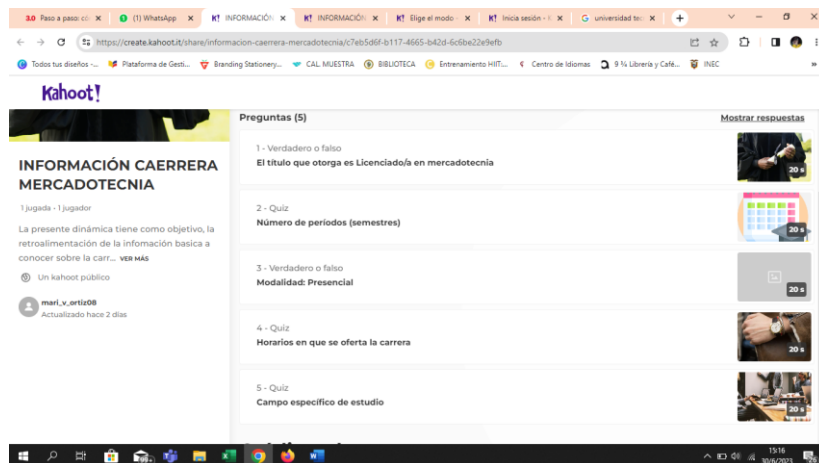 Paso a paso: có
(1) WhatsApp
INFORMACIÓN
INFORMACIÓN
Elige el modo -
Inicia sesión -
universidad te
https://create.kahoot.it/share/informacion-caerrera-mercadotecnia/c7eb5d6f-b117-4665-b42d-6c6be22e9efb
Todos tus diseños -...
Plataforma de Gesti...
Branding Stationery...
CAL. MUESTRA
BIBLIOTECA
Entrenamiento HIIT:...
Centro de Idiomas
9 ¾ Librería y Café...
INEC
Kahoot!
INFORMACIÓN CAERRERA
MERCADOTECNIA
1 jugada · 1 jugador
La presente dinámica tiene como objetivo, la
retroalimentación de la infomación basica a
conocer sobre la carr... VER MÁS
Un kahoot público
mari_v_ortiz08
Actualizado hace 2 días
Preguntas (5)
Mostrar respuestas
1 - Verdadero o falso
El título que otorga es Licenciado/a en mercadotecnia
20 s
2 - Quiz
Número de períodos (semestres)
20 s
3 - Verdadero o falso
Modalidad: Presencial
20 s
4 - Quiz
Horarios en que se oferta la carrera
20 s
5 - Quiz
Campo específico de estudio
20 s
15:16
30/6/2023